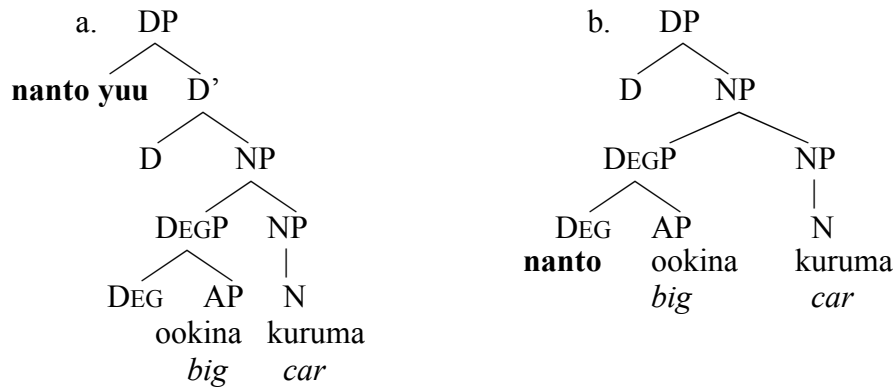 a. DP
nanto yuu D’
D NP
DEGP NP
DEG AP N
ookina kuruma
big car
b. DP
D NP
DEGP NP
DEG AP N
nanto ookina kuruma
big car